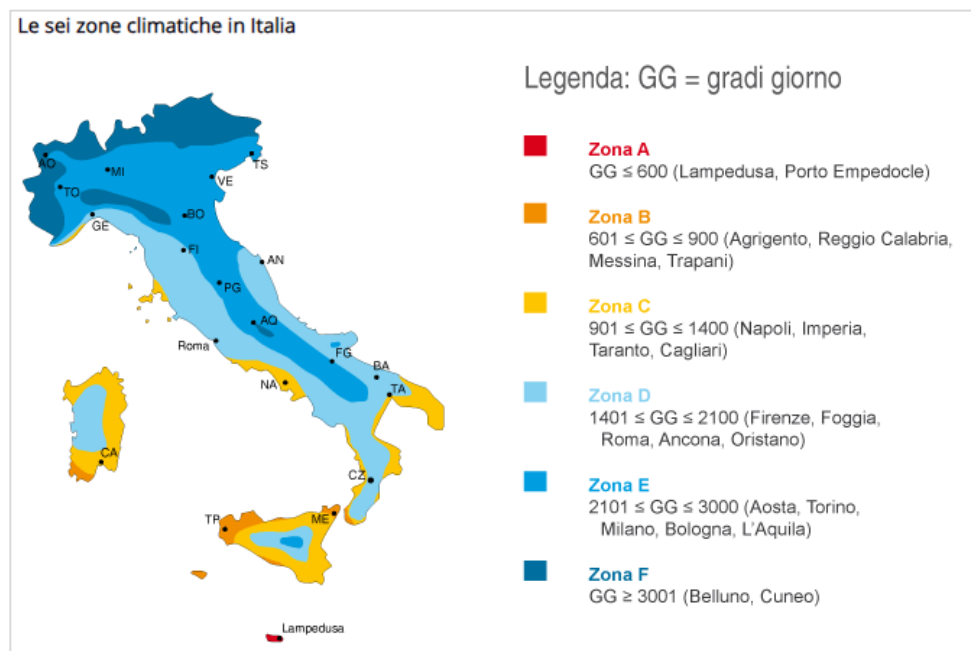 Le sei zone climatiche in Italia
Legenda: GG = gradi giorno
AO
MI
TS
TO
VE
GE
BO
FI
AN
PG
AQ
Roma
FG
BA
NA
TA
CA
CZ
TP
ME
Lampedusa
Zona A
GG ≤ 600 (Lampedusa, Porto Empedocle)
Zona B
601 ≤ GG ≤ 900 (Agrigento, Reggio Calabria,
Messina, Trapani)
Zona C
901 ≤ GG ≤ 1400 (Napoli, Imperia,
Taranto, Cagliari)
Zona D
1401 ≤ GG ≤ 2100 (Firenze, Foggia,
Roma, Ancona, Oristano)
Zona E
2101 ≤ GG ≤ 3000 (Aosta, Torino,
Milano, Bologna, L'Aquila)
Zona F
GG ≥ 3001 (Belluno, Cuneo)